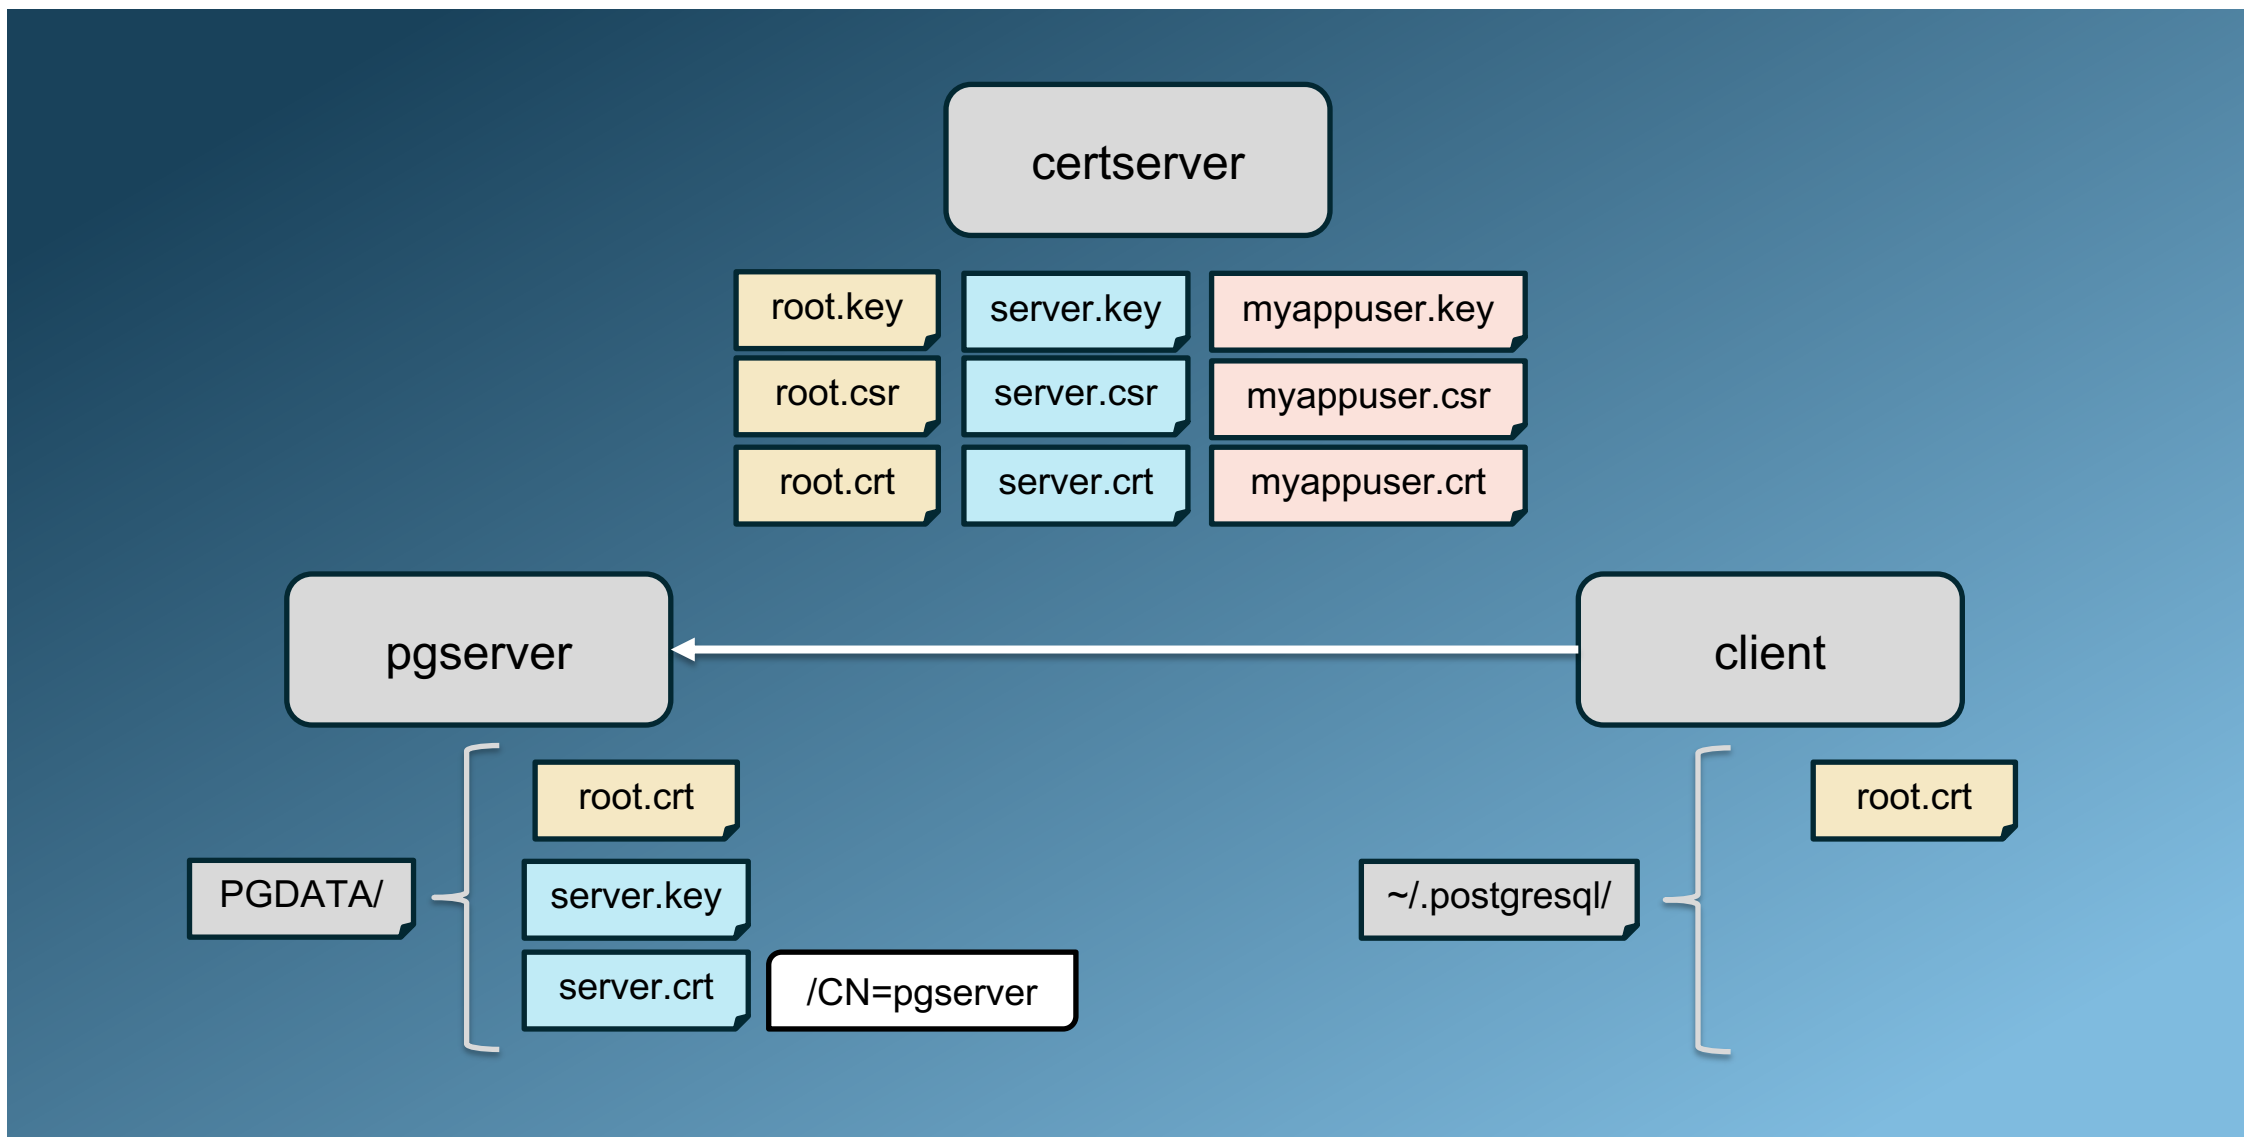 certserver
root.key
server.key
myappuser.key
root.csr
server.csr
myappuser.csr
root.crt
server.crt
myappuser.crt
pgserver
client
root.crt
root.crt
PGDATA/
server.key
~/.postgresql/
server.crt
/CN=pgserver